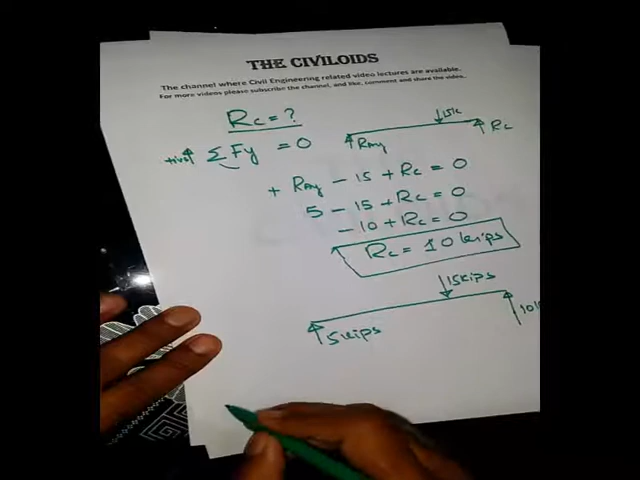 THE CIVILOIDS
The channel where Civil Engineering related video lectures are available.
For more videos please subscribe the channel, and like, comment and share the video.
Rc = ?
15k
RAy
Rc
+tive ↑ Σ Fy = 0
+ RAy - 15 + Rc = 0
5 - 15 + Rc = 0
- 10 + Rc = 0
Rc = 10 kips
15kips
5kips